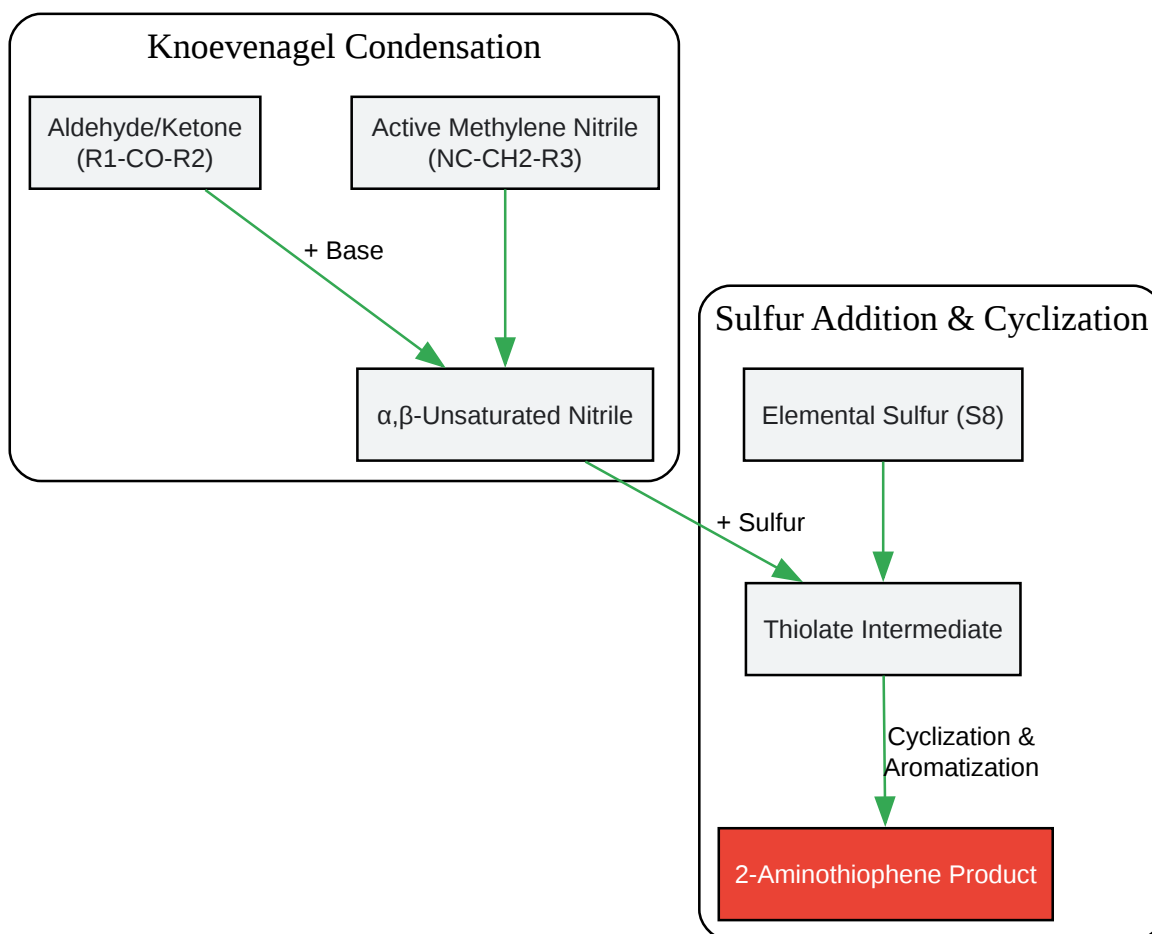 Knoevenagel Condensation
Aldehyde/Ketone
(R1-CO-R2)
Active Methylene Nitrile
(NC-CH2-R3)
+ Base
α,β-Unsaturated Nitrile
Sulfur Addition & Cyclization
Elemental Sulfur (S8)
+ Sulfur
Thiolate Intermediate
Cyclization &
Aromatization
2-Aminothiophene Product